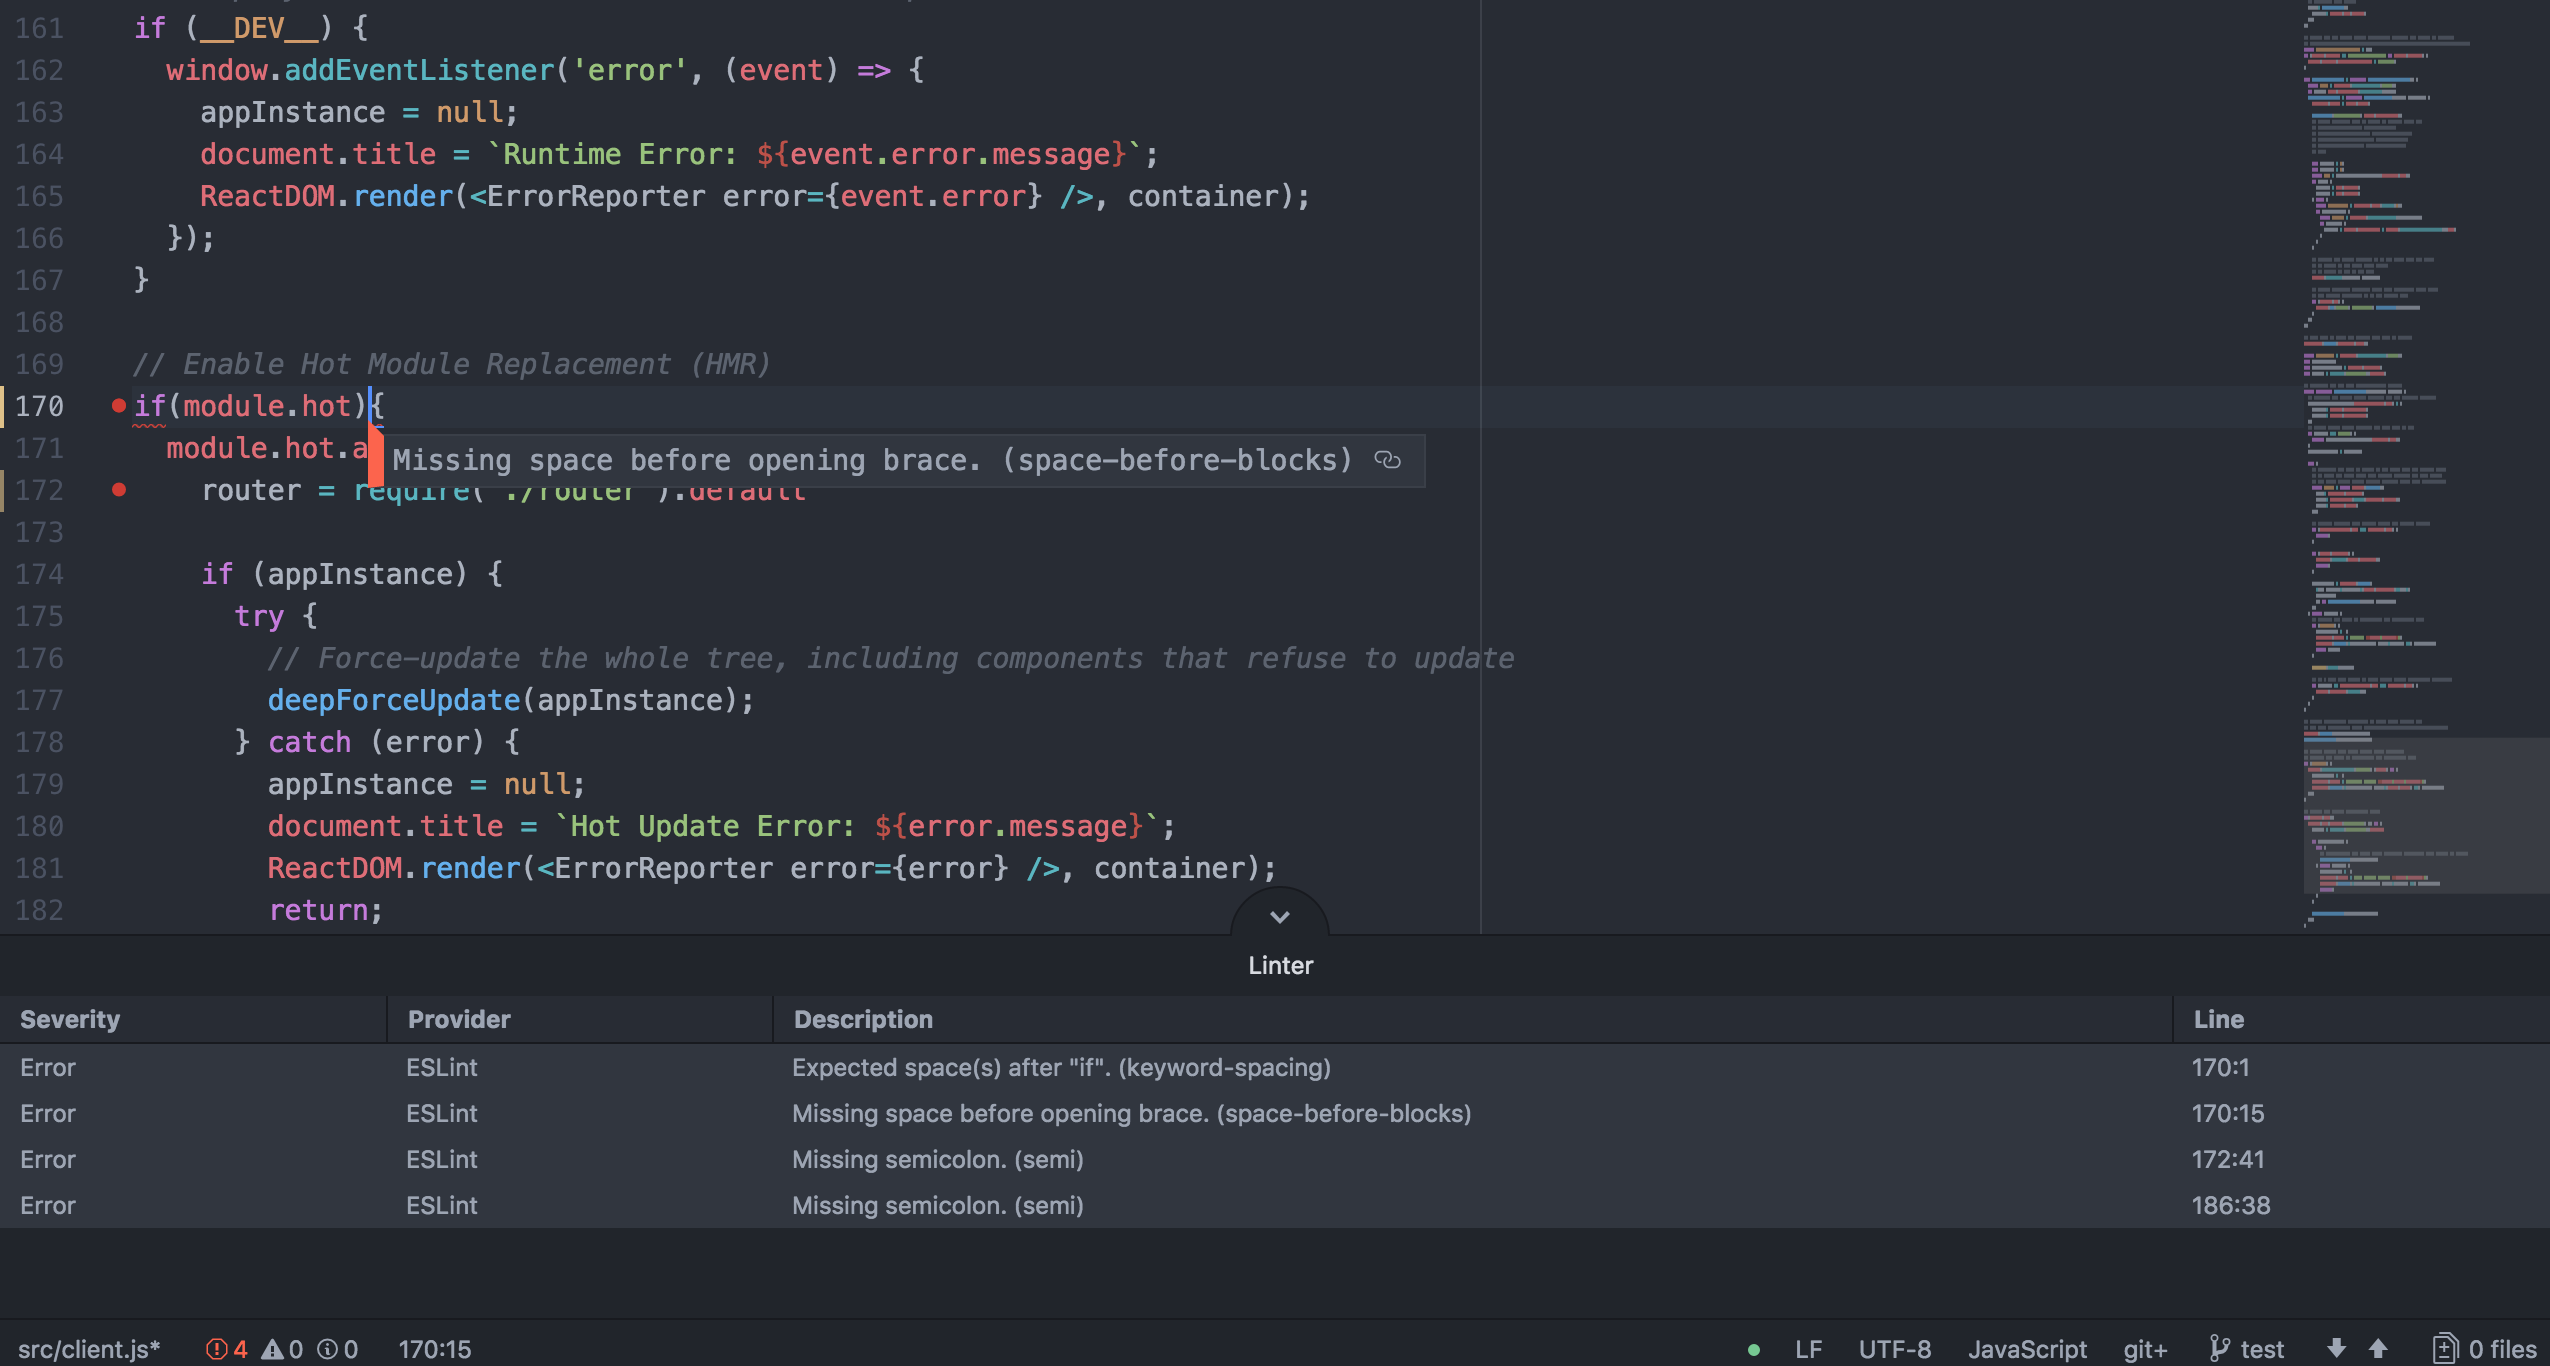 161 if (__DEV__) {
162 window.addEventListener('error', (event) => {
163 appInstance = null;
164 document.title = `Runtime Error: ${event.error.message}`;
165 ReactDOM.render(<ErrorReporter error={event.error} />, container);
166 });
167 }
168
169 // Enable Hot Module Replacement (HMR)
170 if(module.hot){
171 module.hot.a
Missing space before opening brace. (space-before-blocks)
172 router = require('./router').default
173
174 if (appInstance) {
175 try {
176 // Force-update the whole tree, including components that refuse to update
177 deepForceUpdate(appInstance);
178 } catch (error) {
179 appInstance = null;
180 document.title = `Hot Update Error: ${error.message}`;
181 ReactDOM.render(<ErrorReporter error={error} />, container);
182 return;
Linter
Severity Provider Description Line
Error ESLint Expected space(s) after "if". (keyword-spacing) 170:1
Error ESLint Missing space before opening brace. (space-before-blocks) 170:15
Error ESLint Missing semicolon. (semi) 172:41
Error ESLint Missing semicolon. (semi) 186:38
src/client.js* 4 0 0 170:15 LF UTF-8 JavaScript git+ test 0 files